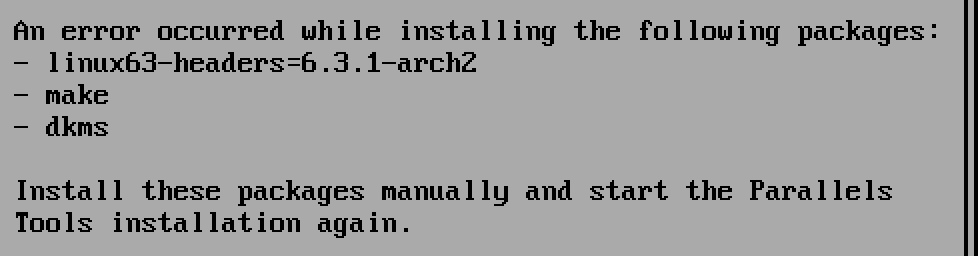 An error occurred while installing the following packages:
- linux63-headers=6.3.1-arch2
- make
- dkms
Install these packages manually and start the Parallels
Tools installation again.